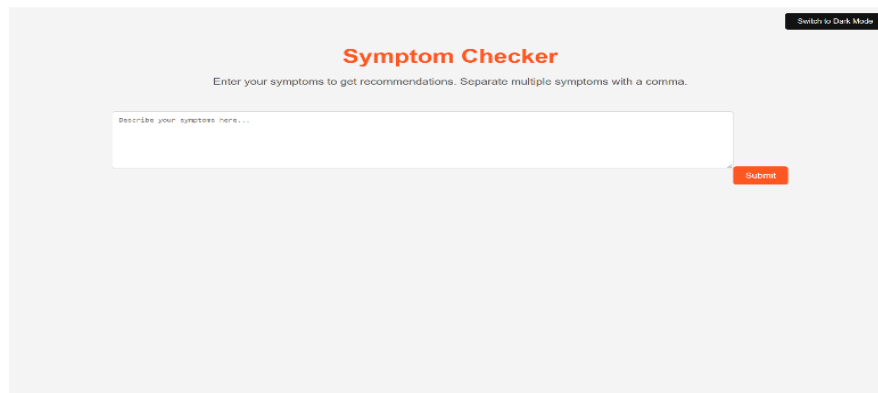 Switch to Dark Mode
Symptom Checker
Enter your symptoms to get recommendations. Separate multiple symptoms with a comma.
Describe your symptoms here...
Submit